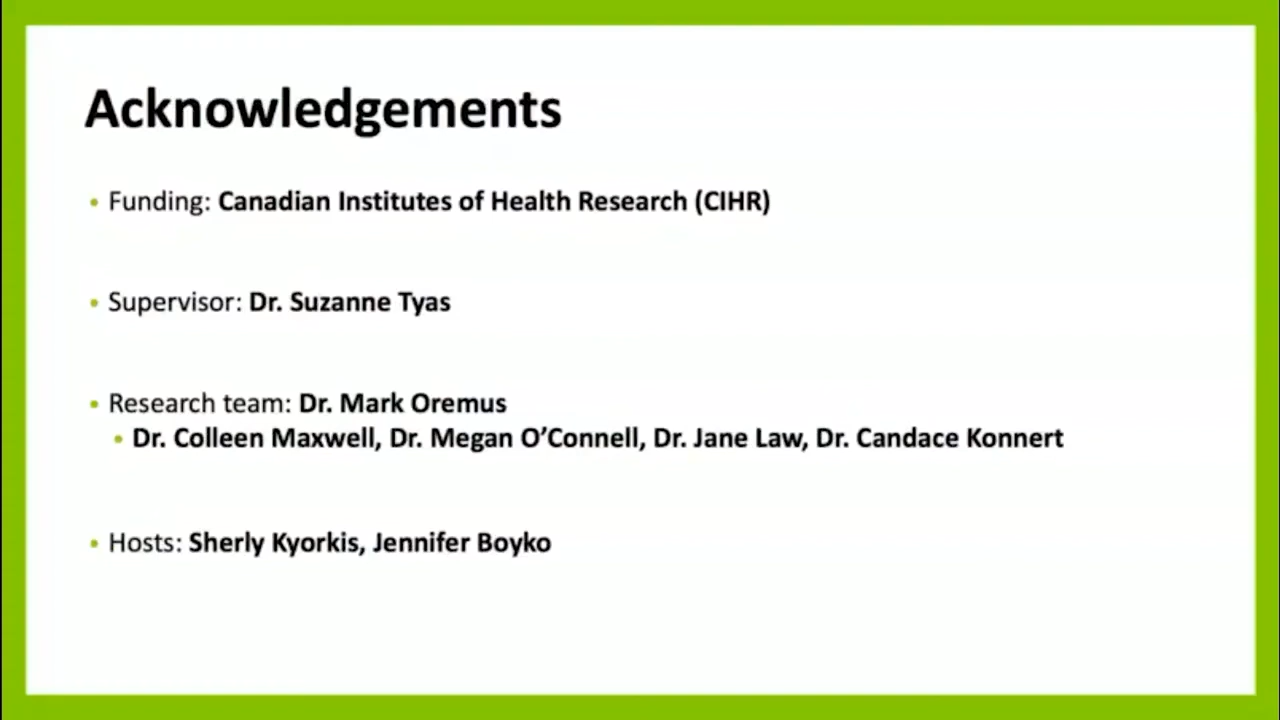 Acknowledgements
• Funding: Canadian Institutes of Health Research (CIHR)
• Supervisor: Dr. Suzanne Tyas
• Research team: Dr. Mark Oremus
• Dr. Colleen Maxwell, Dr. Megan O’Connell, Dr. Jane Law, Dr. Candace Konnert
• Hosts: Sherly Kyorkis, Jennifer Boyko